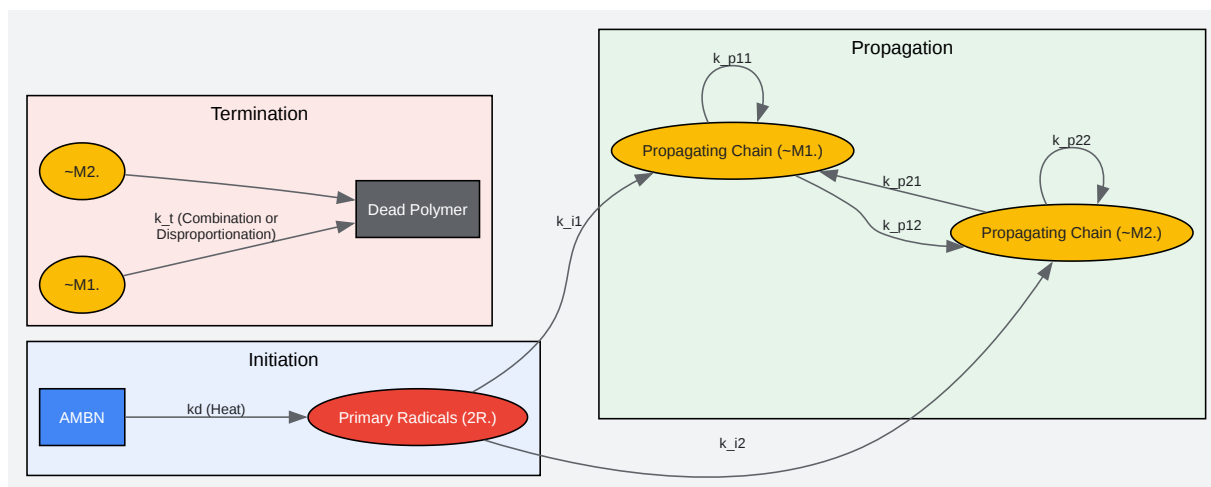 Termination
~M2.
k_t (Combination or
Disproportionation)
~M1.
Dead Polymer
Initiation
AMBN
kd (Heat)
Primary Radicals (2R.)
k_i1
k_i2
Propagation
k_p11
Propagating Chain (~M1.)
k_p22
k_p21
k_p12
Propagating Chain (~M2.)